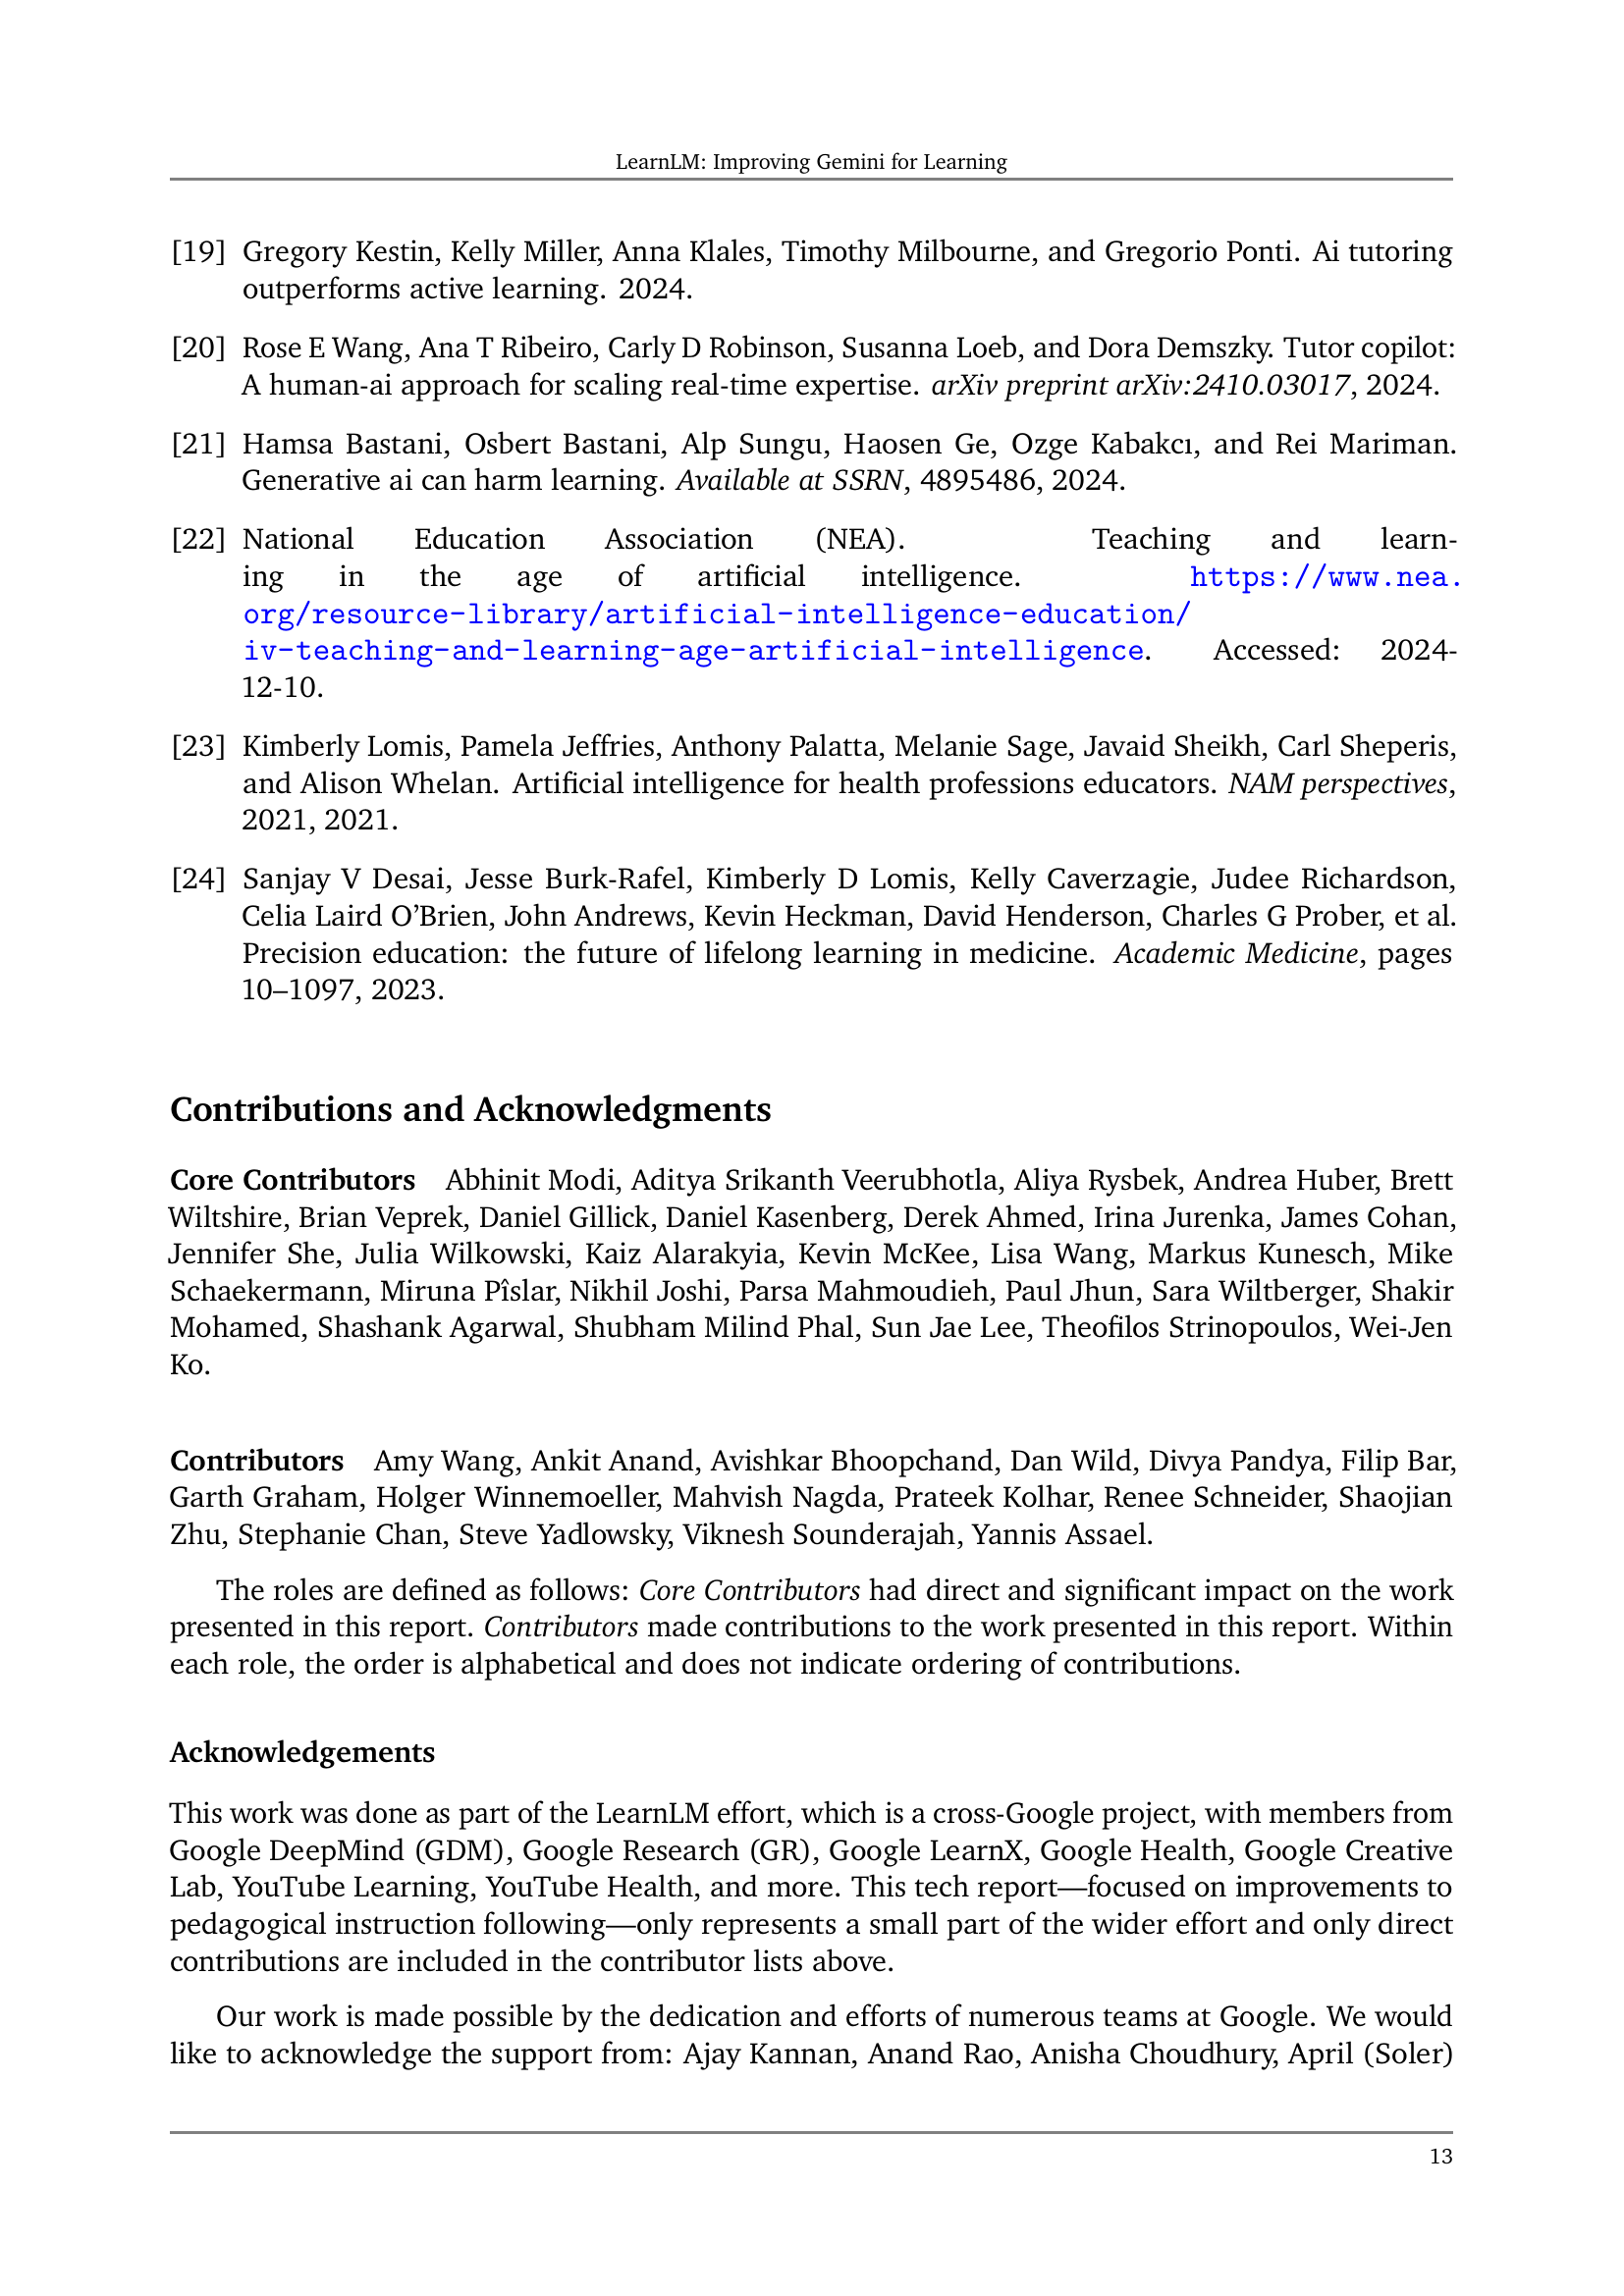 LearnLM: Improving Gemini for Learning
[19] Gregory Kestin, Kelly Miller, Anna Klales, Timothy Milbourne, and Gregorio Ponti. Ai tutoring
outperforms active learning. 2024.
[20] Rose E Wang, Ana T Ribeiro, Carly D Robinson, Susanna Loeb, and Dora Demszky. Tutor copilot:
A human-ai approach for scaling real-time expertise. arXiv preprint arXiv:2410.03017, 2024.
[21] Hamsa Bastani, Osbert Bastani, Alp Sungu, Haosen Ge, Ozge Kabakcı, and Rei Mariman.
Generative ai can harm learning. Available at SSRN, 4895486, 2024.
[22] National Education Association (NEA). Teaching and learn-
ing in the age of artificial intelligence. https://www.nea.
org/resource-library/artificial-intelligence-education/
iv-teaching-and-learning-age-artificial-intelligence. Accessed: 2024-
12-10.
[23] Kimberly Lomis, Pamela Jeffries, Anthony Palatta, Melanie Sage, Javaid Sheikh, Carl Sheperis,
and Alison Whelan. Artificial intelligence for health professions educators. NAM perspectives,
2021, 2021.
[24] Sanjay V Desai, Jesse Burk-Rafel, Kimberly D Lomis, Kelly Caverzagie, Judee Richardson,
Celia Laird O’Brien, John Andrews, Kevin Heckman, David Henderson, Charles G Prober, et al.
Precision education: the future of lifelong learning in medicine. Academic Medicine, pages
10–1097, 2023.
Contributions and Acknowledgments
Core Contributors Abhinit Modi, Aditya Srikanth Veerubhotla, Aliya Rysbek, Andrea Huber, Brett
Wiltshire, Brian Veprek, Daniel Gillick, Daniel Kasenberg, Derek Ahmed, Irina Jurenka, James Cohan,
Jennifer She, Julia Wilkowski, Kaiz Alarakyia, Kevin McKee, Lisa Wang, Markus Kunesch, Mike
Schaekermann, Miruna Pîslar, Nikhil Joshi, Parsa Mahmoudieh, Paul Jhun, Sara Wiltberger, Shakir
Mohamed, Shashank Agarwal, Shubham Milind Phal, Sun Jae Lee, Theofilos Strinopoulos, Wei-Jen
Ko.
Contributors Amy Wang, Ankit Anand, Avishkar Bhoopchand, Dan Wild, Divya Pandya, Filip Bar,
Garth Graham, Holger Winnemoeller, Mahvish Nagda, Prateek Kolhar, Renee Schneider, Shaojian
Zhu, Stephanie Chan, Steve Yadlowsky, Viknesh Sounderajah, Yannis Assael.
The roles are defined as follows: Core Contributors had direct and significant impact on the work
presented in this report. Contributors made contributions to the work presented in this report. Within
each role, the order is alphabetical and does not indicate ordering of contributions.
Acknowledgements
This work was done as part of the LearnLM effort, which is a cross-Google project, with members from
Google DeepMind (GDM), Google Research (GR), Google LearnX, Google Health, Google Creative
Lab, YouTube Learning, YouTube Health, and more. This tech report—focused on improvements to
pedagogical instruction following—only represents a small part of the wider effort and only direct
contributions are included in the contributor lists above.
Our work is made possible by the dedication and efforts of numerous teams at Google. We would
like to acknowledge the support from: Ajay Kannan, Anand Rao, Anisha Choudhury, April (Soler)
13